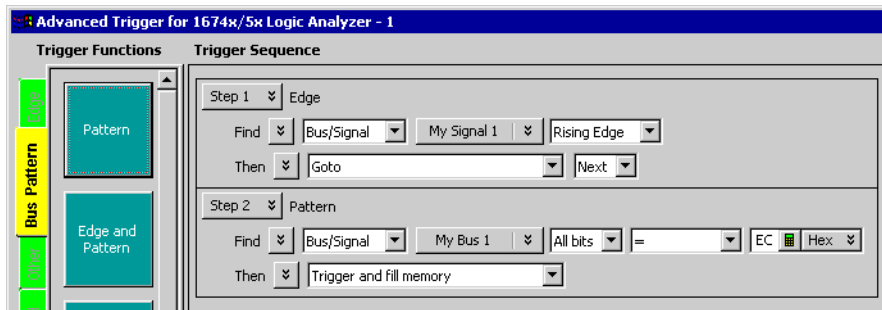 Advanced Trigger for 1674x/5x Logic Analyzer - 1
Trigger Functions
Trigger Sequence
Edge
Bus Pattern
Other
Pattern
Edge and
Pattern
Step 1 Edge
Find Bus/Signal My Signal 1 Rising Edge
Then Goto Next
Step 2 Pattern
Find Bus/Signal My Bus 1 All bits = EC Hex
Then Trigger and fill memory